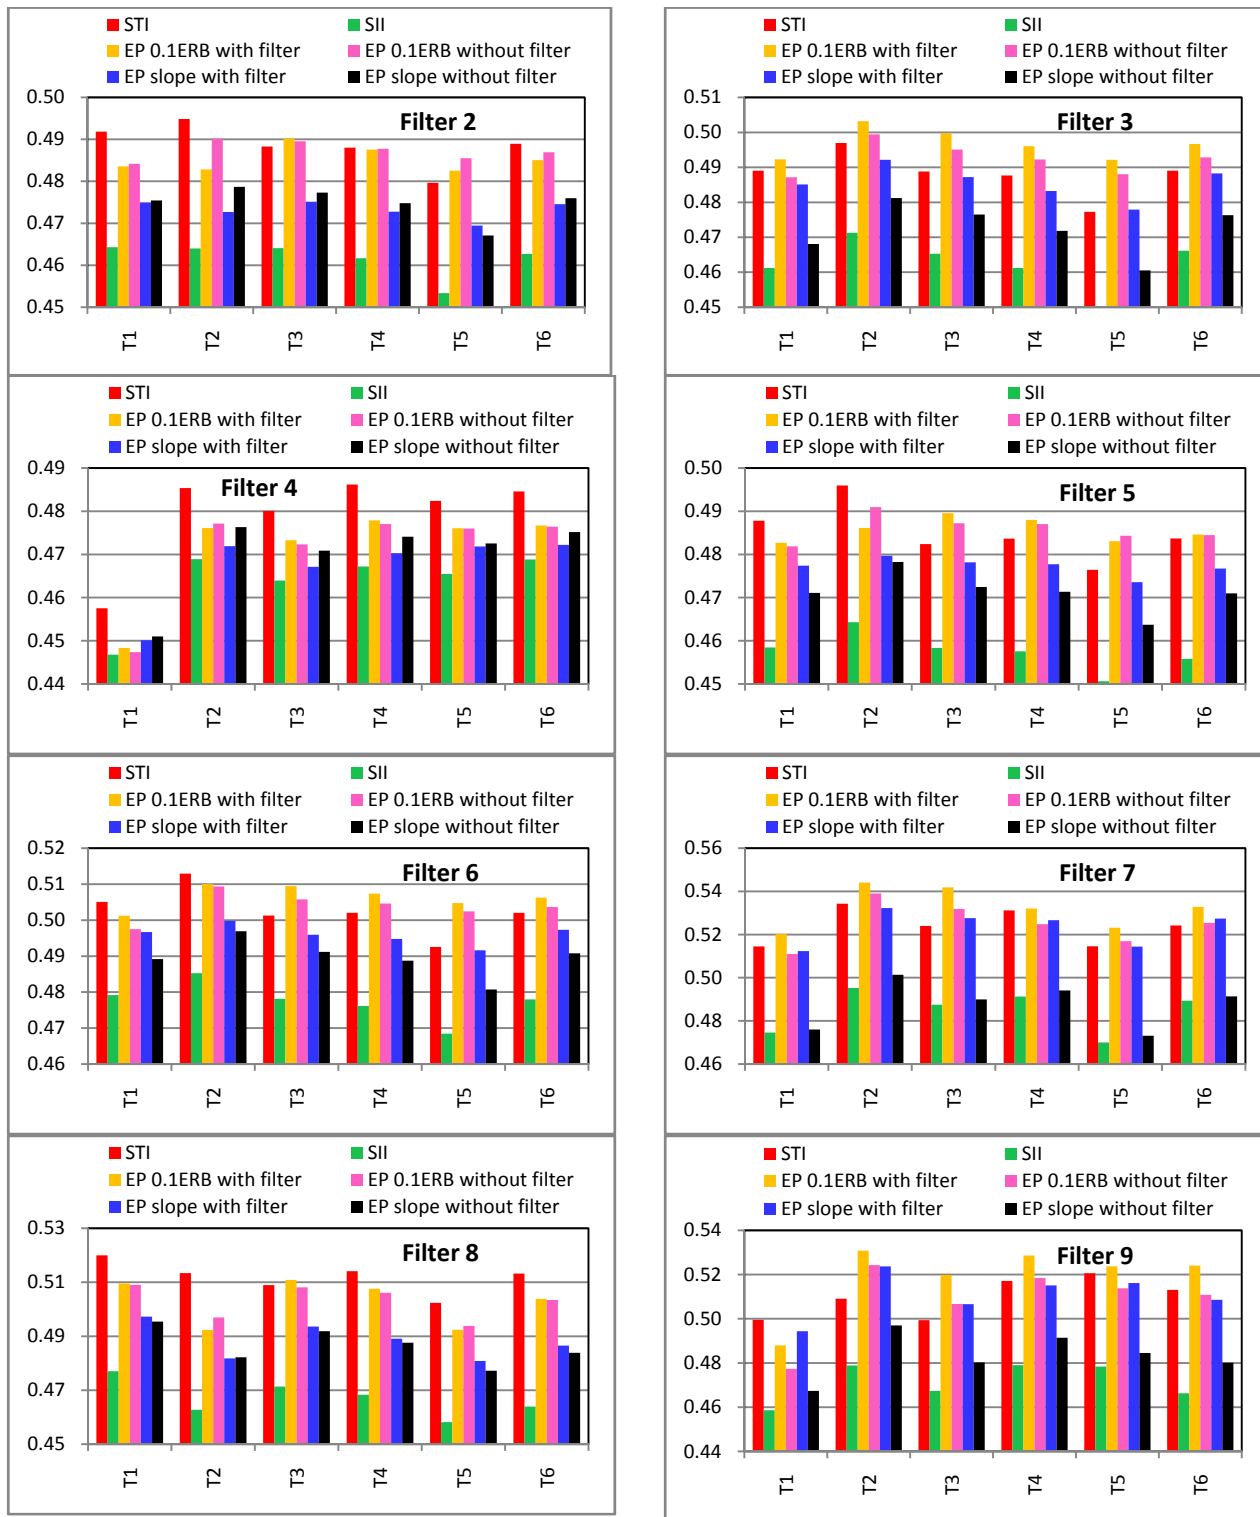 STI SII
EP 0.1ERB with filter EP 0.1ERB without filter
EP slope with filter EP slope without filter
Filter 2
0.50
0.49
0.48
0.47
0.46
0.45
T1 T2 T3 T4 T5 T6
STI SII
EP 0.1ERB with filter EP 0.1ERB without filter
EP slope with filter EP slope without filter
Filter 3
0.51
0.50
0.49
0.48
0.47
0.46
0.45
T1 T2 T3 T4 T5 T6
STI SII
EP 0.1ERB with filter EP 0.1ERB without filter
EP slope with filter EP slope without filter
Filter 4
0.49
0.48
0.47
0.46
0.45
0.44
T1 T2 T3 T4 T5 T6
STI SII
EP 0.1ERB with filter EP 0.1ERB without filter
EP slope with filter EP slope without filter
Filter 5
0.50
0.49
0.48
0.47
0.46
0.45
T1 T2 T3 T4 T5 T6
STI SII
EP 0.1ERB with filter EP 0.1ERB without filter
EP slope with filter EP slope without filter
Filter 6
0.52
0.51
0.50
0.49
0.48
0.47
0.46
T1 T2 T3 T4 T5 T6
STI SII
EP 0.1ERB with filter EP 0.1ERB without filter
EP slope with filter EP slope without filter
Filter 7
0.56
0.54
0.52
0.50
0.48
0.46
T1 T2 T3 T4 T5 T6
STI SII
EP 0.1ERB with filter EP 0.1ERB without filter
EP slope with filter EP slope without filter
Filter 8
0.53
0.51
0.49
0.47
0.45
T1 T2 T3 T4 T5 T6
STI SII
EP 0.1ERB with filter EP 0.1ERB without filter
EP slope with filter EP slope without filter
Filter 9
0.54
0.52
0.50
0.48
0.46
0.44
T1 T2 T3 T4 T5 T6